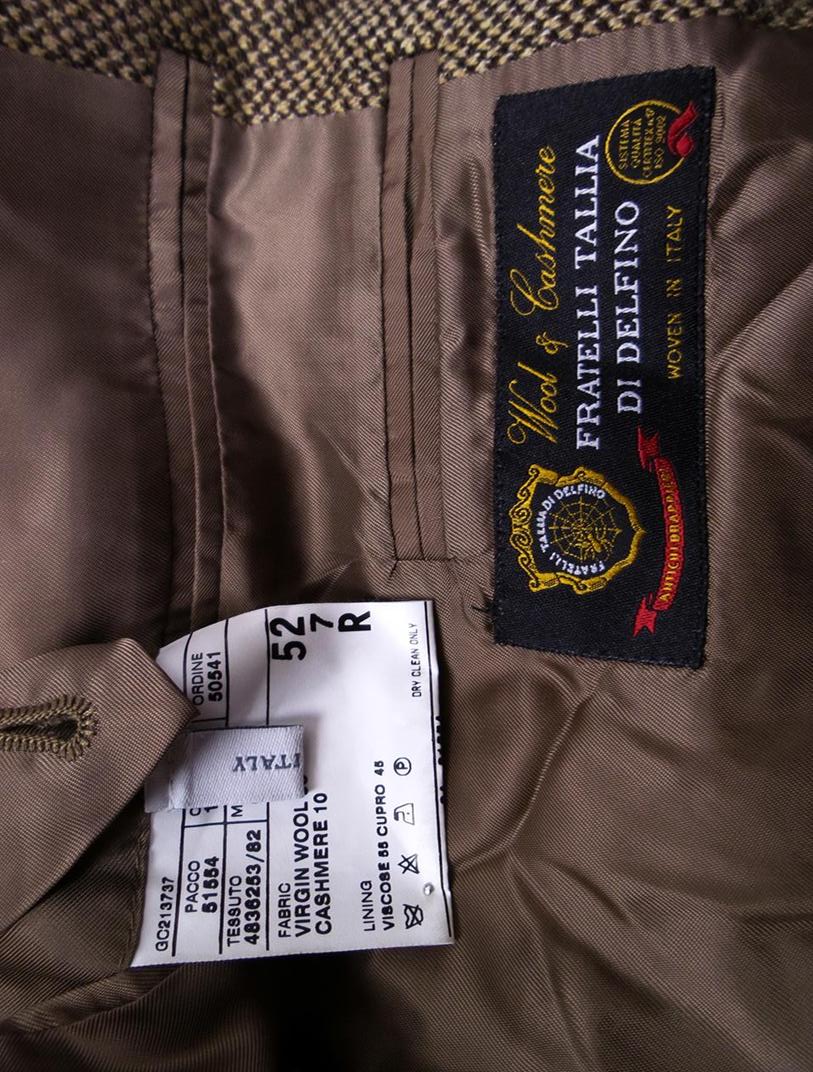 Wool & Cashmere
FRATELLI TALLIA
DI DELFINO
WOVEN IN ITALY
SISTEMA
QUALITÀ
CERTITEX n.17
ISO 9002
FRATELLI TALLIA DI DELFINO
ANTICHI DRAPPIERI
GC213737
PACCO
51554
ORDINE
50541
TESSUTO
4836253/82
FABRIC
VIRGIN WOOL
CASHMERE 10
52
7
R
LINING
VISCOSE 55 CUPRO 45
P
DRY CLEAN ONLY
ITALY